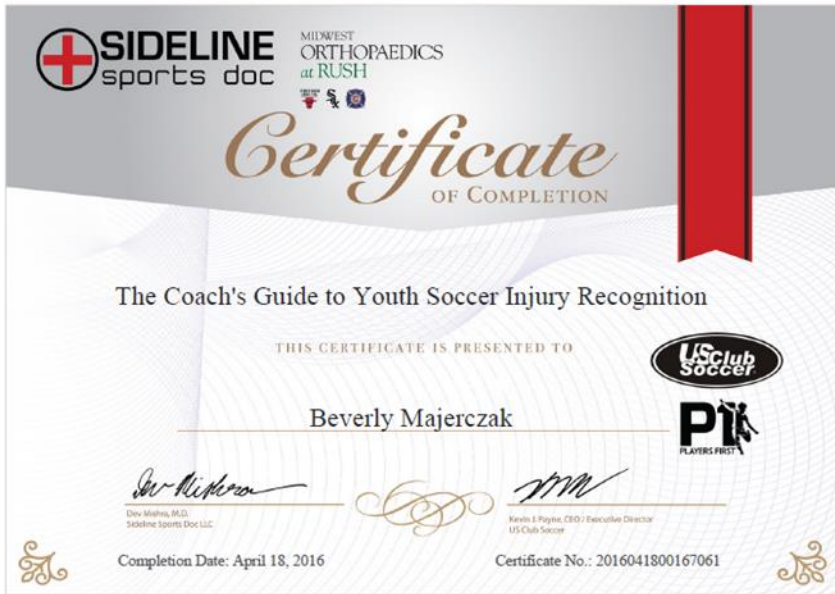 SIDELINE
sports doc
MIDWEST
ORTHOPAEDICS
at RUSH
Certificate
OF COMPLETION
The Coach's Guide to Youth Soccer Injury Recognition
THIS CERTIFICATE IS PRESENTED TO
US Club
Soccer
Beverly Majerczak
P1
PLAYERS FIRST
Dev Mishra, M.D.
Sideline Sports Doc LLC
Kevin J. Payne, CEO / Executive Director
US Club Soccer
Completion Date: April 18, 2016
Certificate No.: 2016041800167061